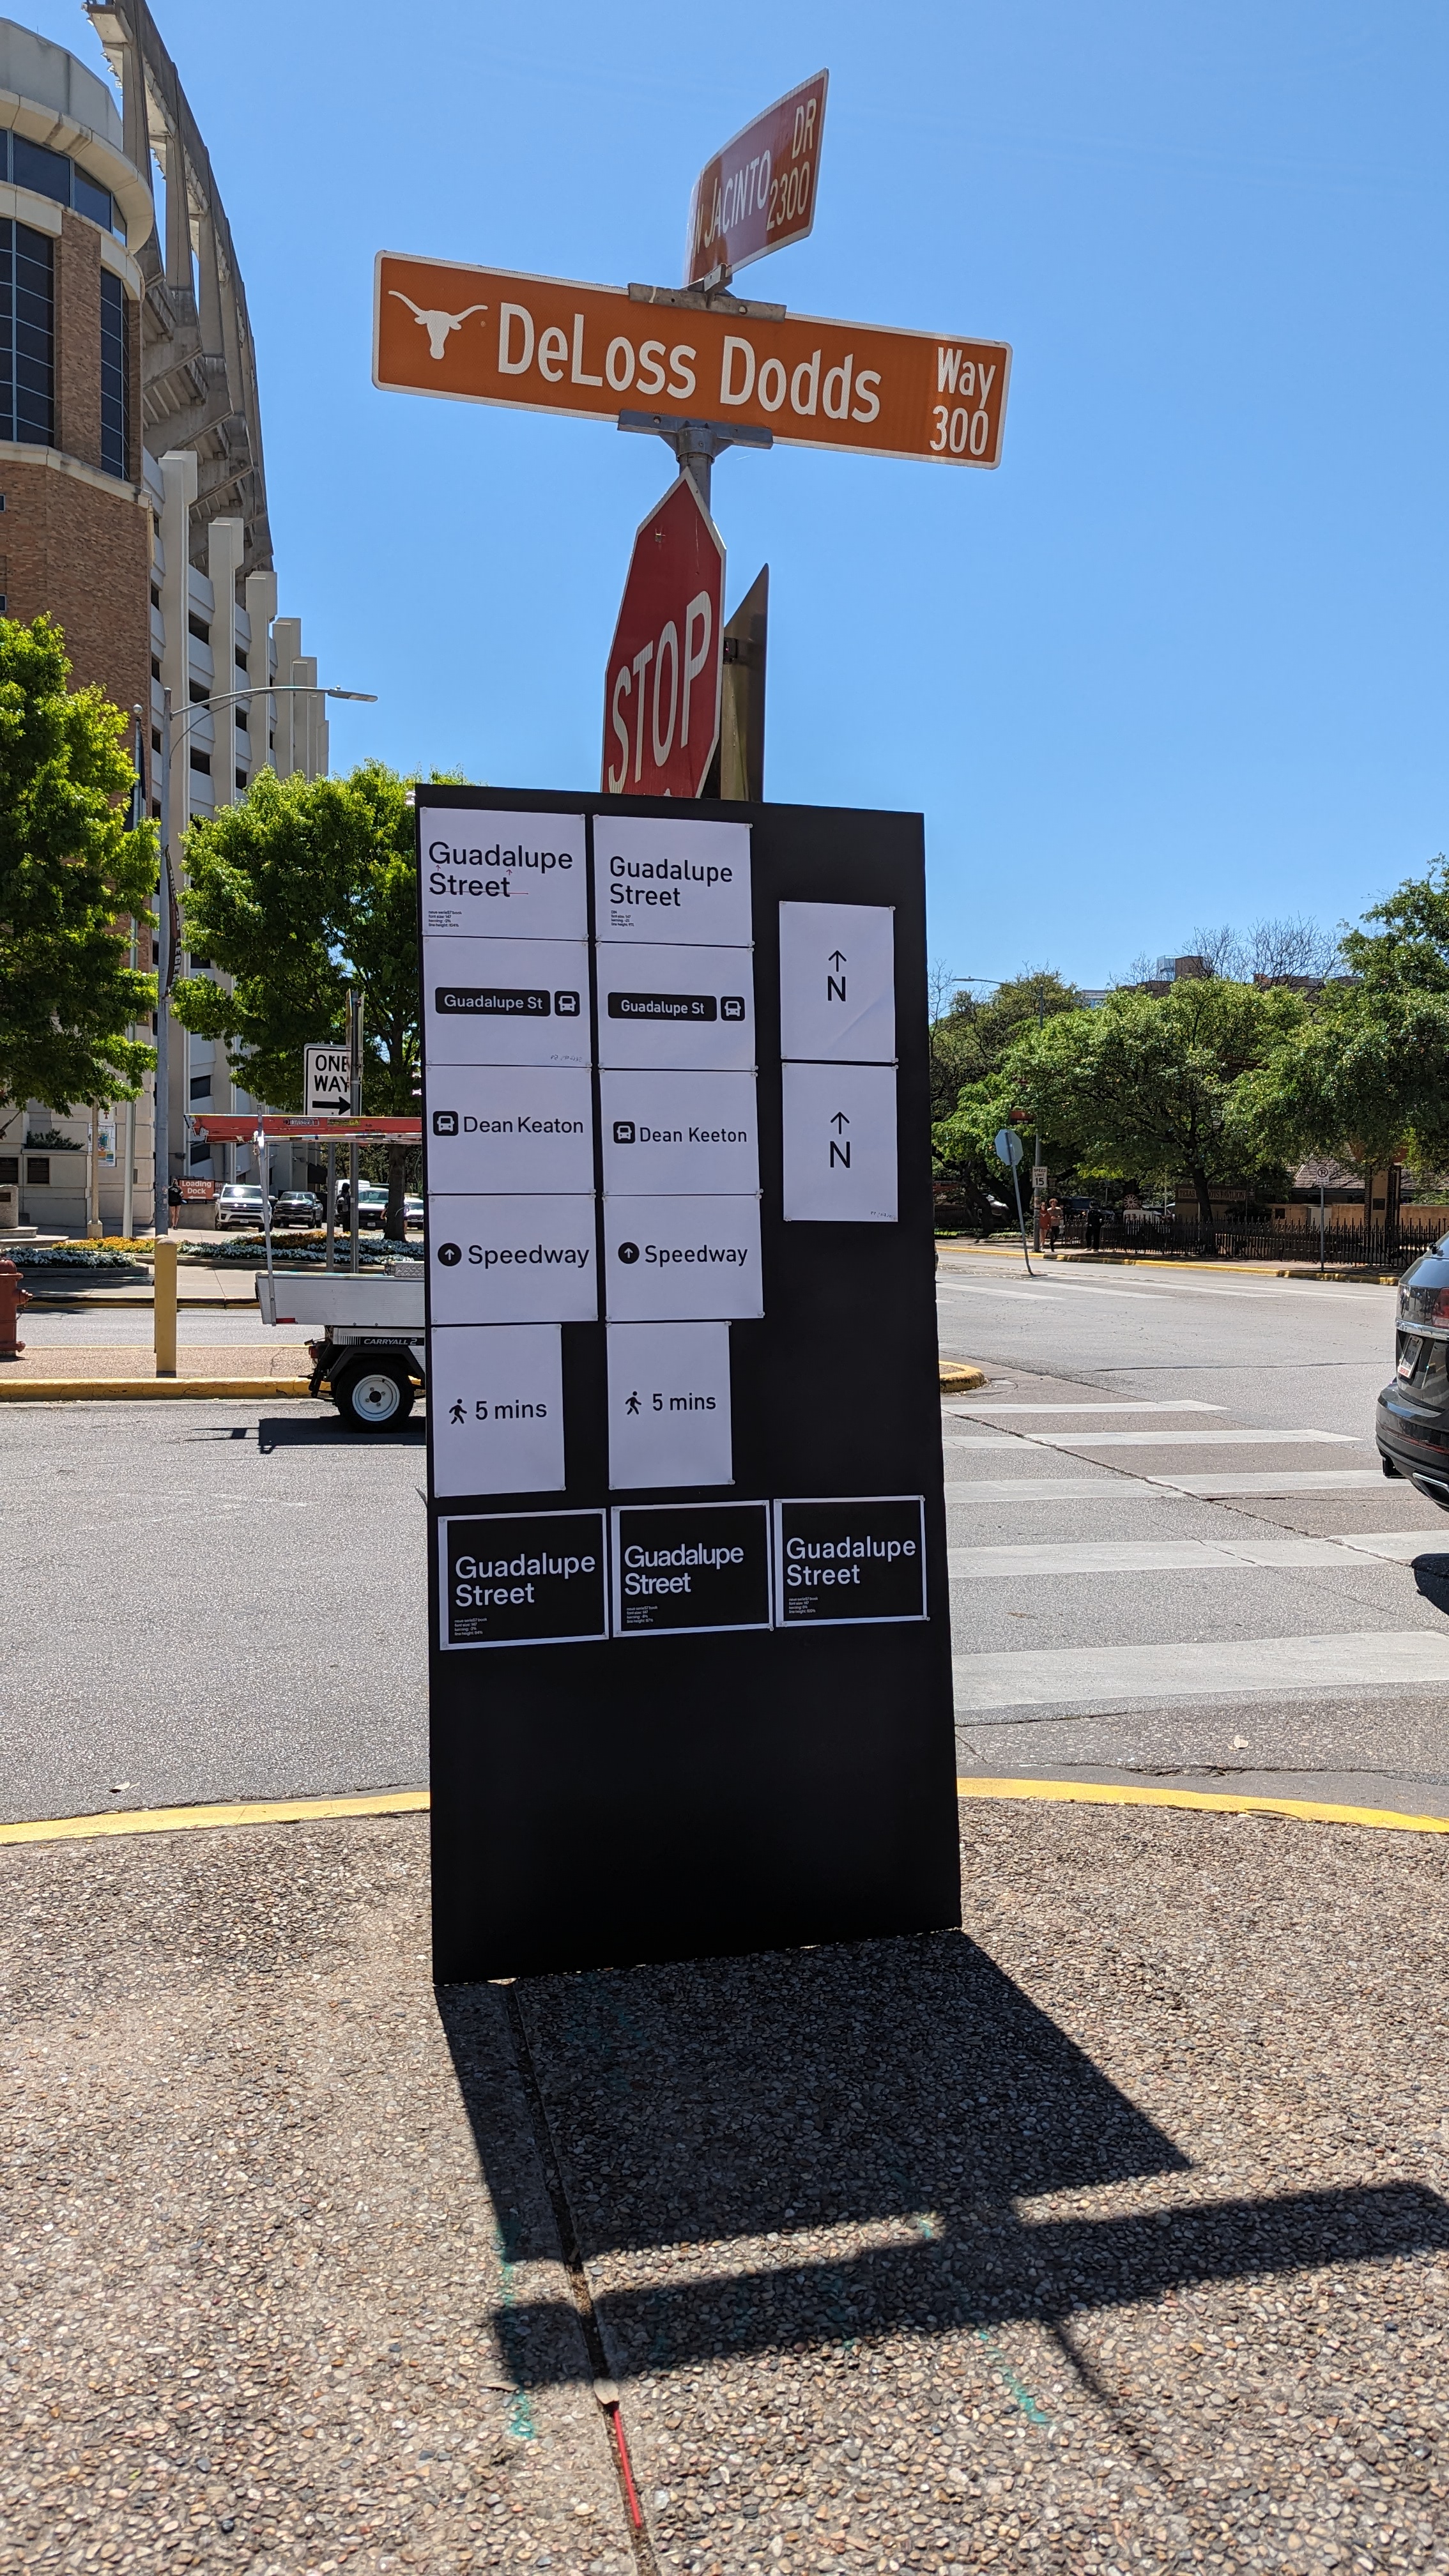 JACINTO DR
2300
DeLoss Dodds Way
300
STOP
ONE
WAY
Loading
Dock
CARRYALL 2
SPEED
15
Guadalupe
Street
Guadalupe
Street
Guadalupe St
Guadalupe St
Dean Keaton
Dean Keeton
Speedway
Speedway
5 mins
5 mins
N
N
Guadalupe
Street
Guadalupe
Street
Guadalupe
Street